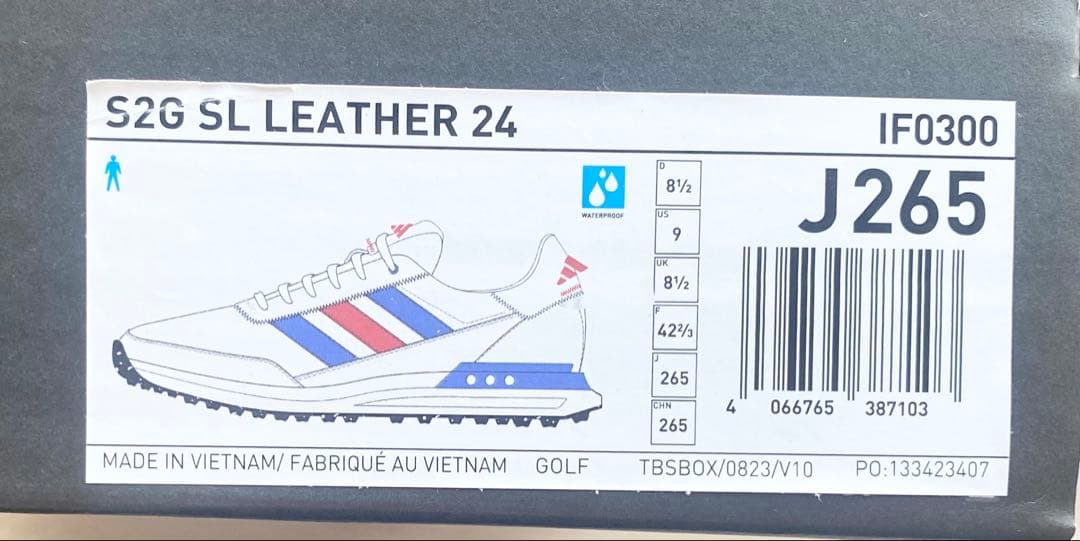 S2G SL LEATHER 24
IF0300
J 265
WATERPROOF
D
8½
US
9
UK
8½
F
42⅔
J
265
CHN
265
4 066765 387103
MADE IN VIETNAM/ FABRIQUÉ AU VIETNAM GOLF TBSBOX/0823/V10 PO:133423407